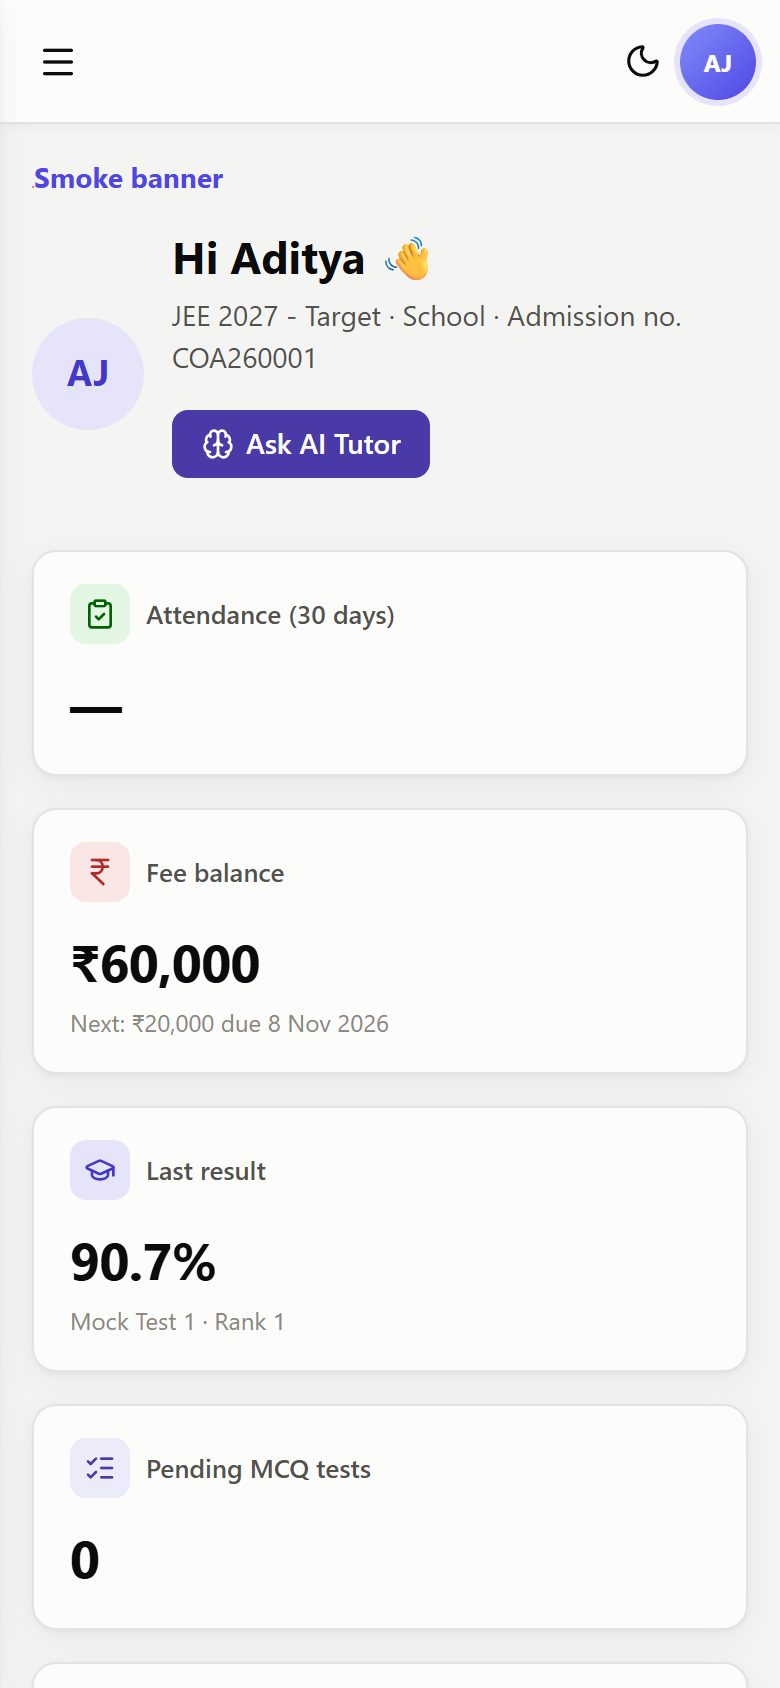 AJ
Smoke banner
Hi Aditya 👋
JEE 2027 - Target · School · Admission no.
COA260001
AJ
Ask AI Tutor
Attendance (30 days)
—
Fee balance
₹60,000
Next: ₹20,000 due 8 Nov 2026
Last result
90.7%
Mock Test 1 · Rank 1
Pending MCQ tests
0